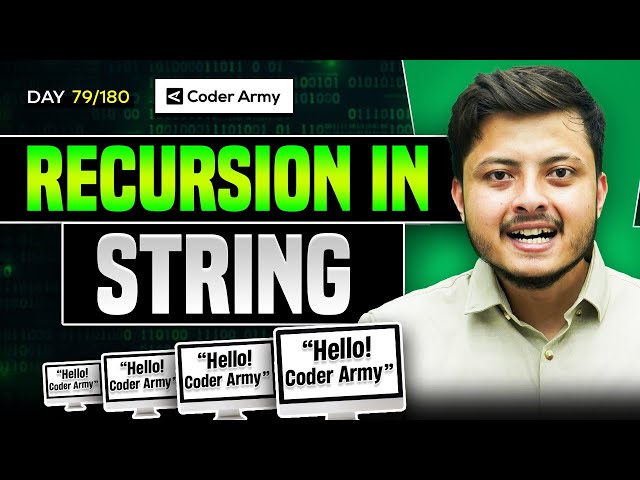 DAY 79/180
Coder Army
RECURSION IN
STRING
“Hello!
Coder Army”
“Hello!
Coder Army”
“Hello!
Coder Army”
“Hello!
Coder Army”